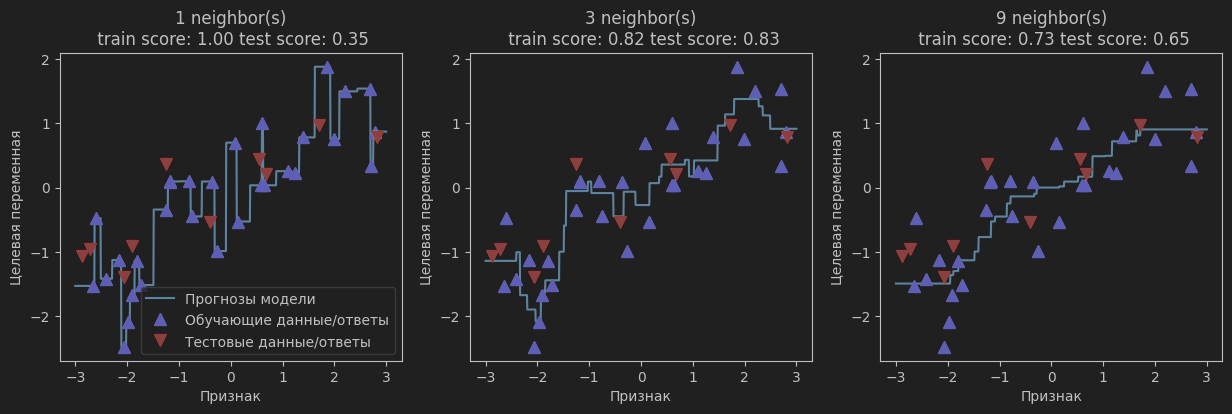 1 neighbor(s)
train score: 1.00 test score: 0.35
2
1
0
−1
−2
Целевая переменная
−3 −2 −1 0 1 2 3
Признак
Прогнозы модели
Обучающие данные/ответы
Тестовые данные/ответы
3 neighbor(s)
train score: 0.82 test score: 0.83
2
1
0
−1
−2
Целевая переменная
−3 −2 −1 0 1 2 3
Признак
9 neighbor(s)
train score: 0.73 test score: 0.65
2
1
0
−1
−2
Целевая переменная
−3 −2 −1 0 1 2 3
Признак